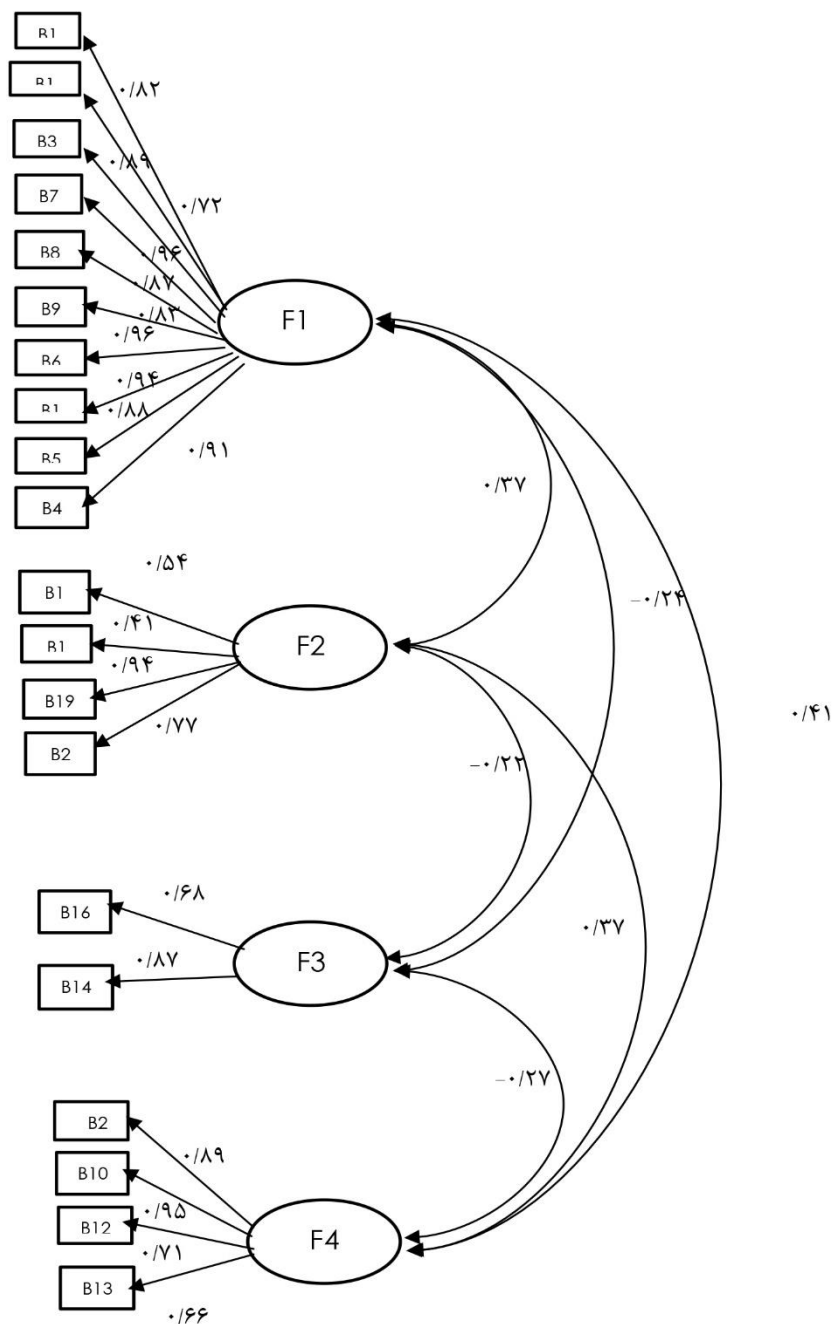 B1
B1
B3
B7
B8
B9
B6
B1
B5
B4
۰/۸۲
۰/۸۹
۰/۷۲
۰/۹۶
۰/۸۷
۰/۸۳
۰/۹۶
۰/۹۴
۰/۸۸
۰/۹۱
F1
۰/۳۷
–۰/۲۴
۰/۴۱
B1
B1
B19
B2
۰/۵۴
۰/۴۱
۰/۹۴
۰/۷۷
F2
–۰/۲۲
۰/۳۷
B16
B14
۰/۶۸
۰/۸۷
F3
–۰/۲۷
B2
B10
B12
B13
۰/۸۹
۰/۹۵
۰/۷۱
۰/۶۶
F4